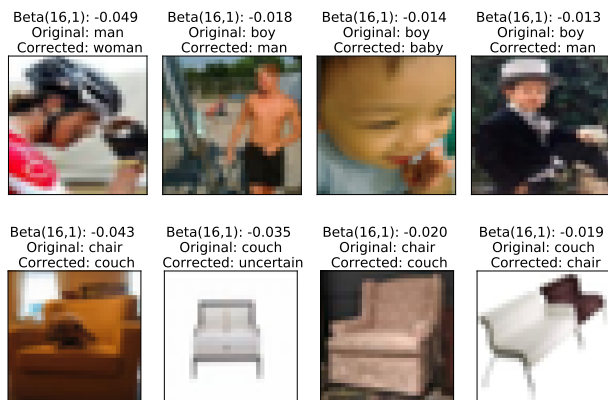 Beta(16,1): -0.049
Original: man
Corrected: woman
Beta(16,1): -0.018
Original: boy
Corrected: man
Beta(16,1): -0.014
Original: boy
Corrected: baby
Beta(16,1): -0.013
Original: boy
Corrected: man
Beta(16,1): -0.043
Original: chair
Corrected: couch
Beta(16,1): -0.035
Original: couch
Corrected: uncertain
Beta(16,1): -0.020
Original: chair
Corrected: couch
Beta(16,1): -0.019
Original: couch
Corrected: chair